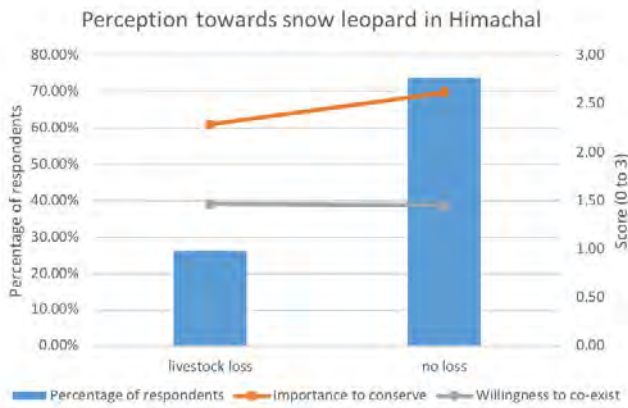 Perception towards snow leopard in Himachal
80.00%
70.00%
60.00%
50.00%
40.00%
30.00%
20.00%
10.00%
0.00%
Percentage of respondents
3.00
2.50
2.00
1.50
1.00
0.50
0.00
Score (0 to 3)
livestock loss
no loss
Percentage of respondents
Importance to conserve
Willingness to co-exist